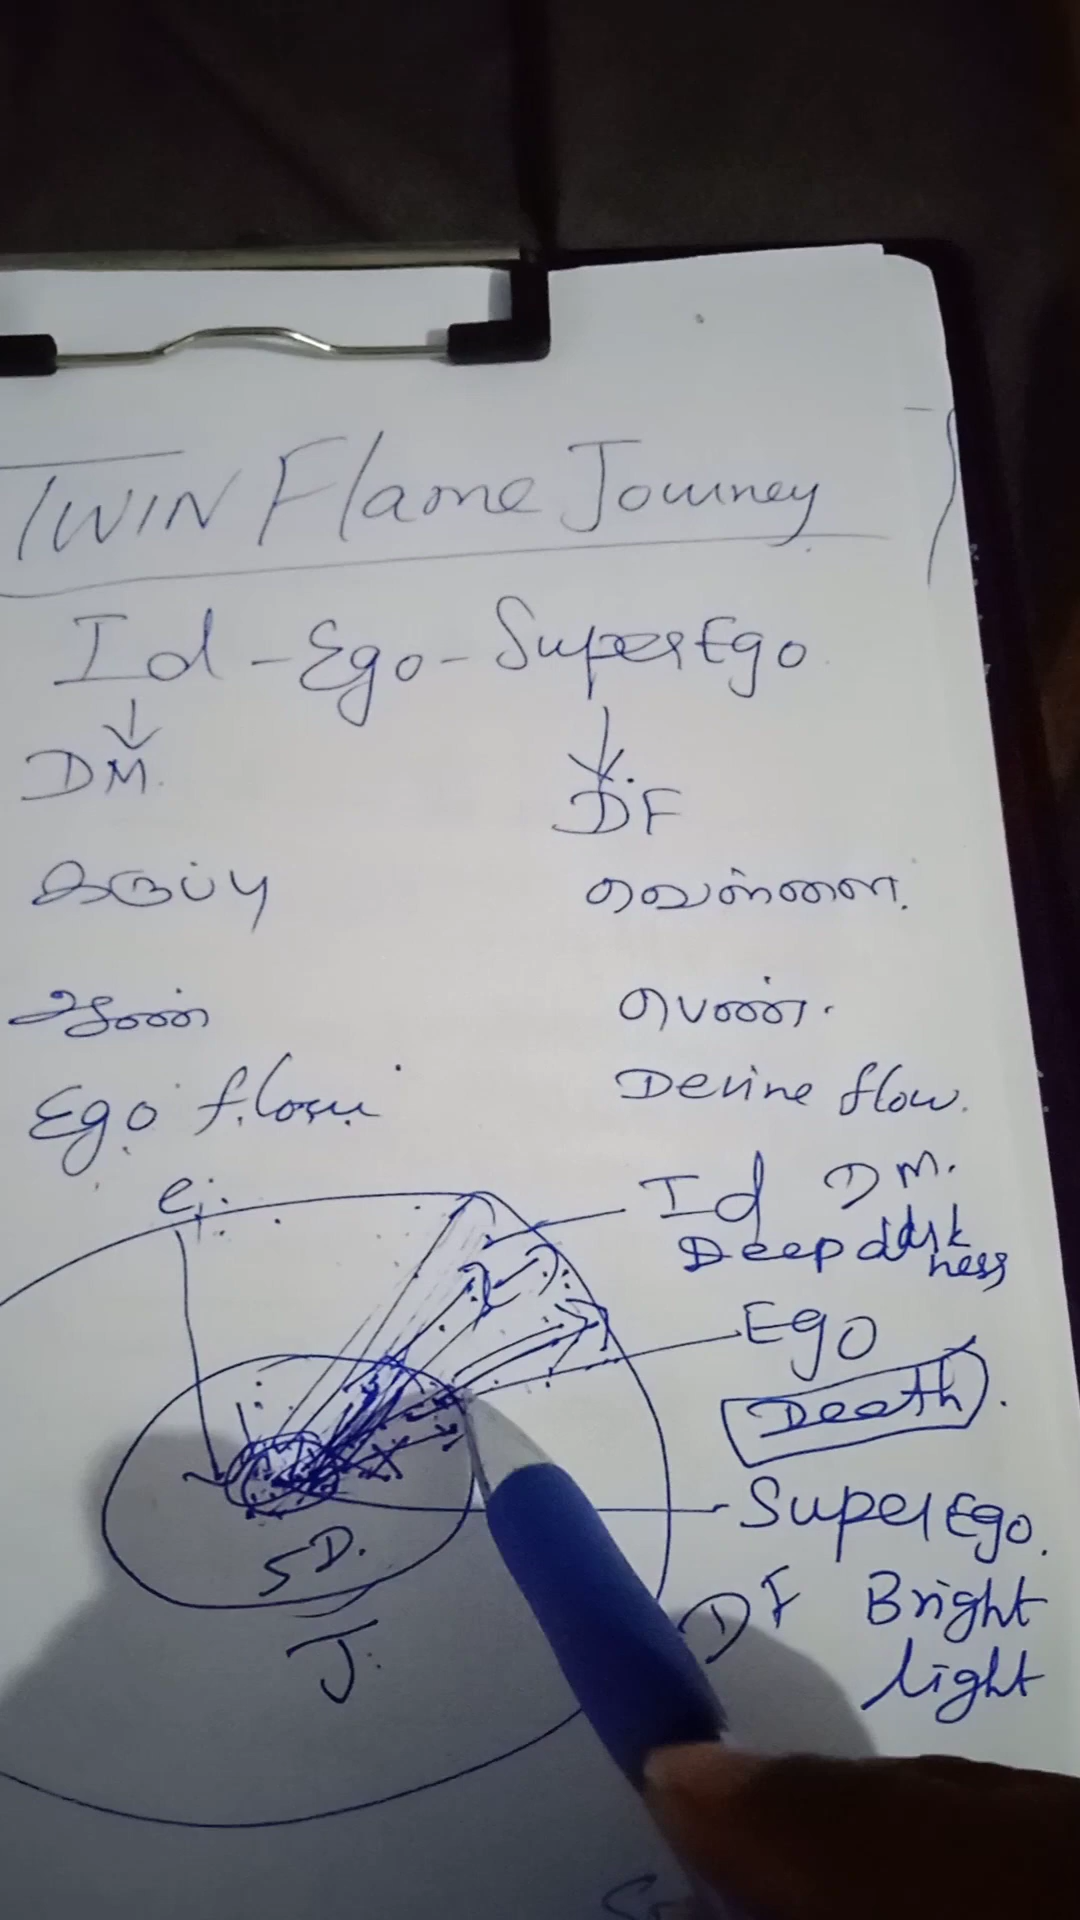 TWIN Flame Journey
Id - Ego - SuperEgo
DM.
DF
கருப்பு
வெள்ளை.
ஆண்
பெண்.
Ego flow
Devine flow.
e
Id DM.
Deep darkness
Ego
Death.
SuperEgo.
SD.
DF Bright
light
J.